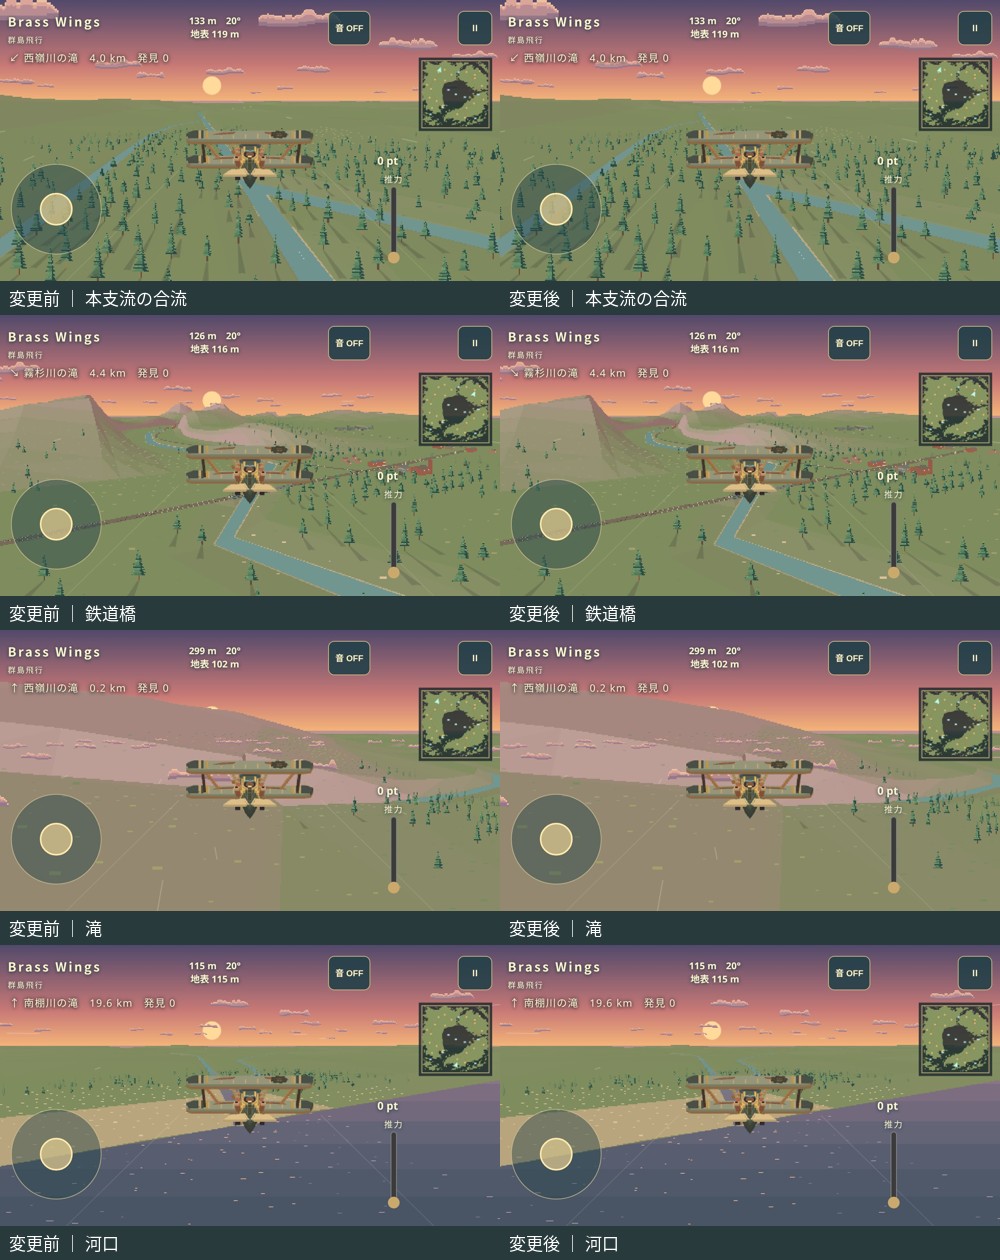 Brass Wings 133 m 20° 音 OFF II Brass Wings 133 m 20° 音 OFF II
群島飛行 地表 119 m 群島飛行 地表 119 m
↙ 西嶺川の滝 4.0 km 発見 0 ↙ 西嶺川の滝 4.0 km 発見 0
0 pt 0 pt
推力 推力
変更前｜本支流の合流 変更後｜本支流の合流
Brass Wings 126 m 20° 音 OFF II Brass Wings 126 m 20° 音 OFF II
群島飛行 地表 116 m 群島飛行 地表 116 m
↘ 霧杉川の滝 4.4 km 発見 0 ↘ 霧杉川の滝 4.4 km 発見 0
0 pt 0 pt
推力 推力
変更前｜鉄道橋 変更後｜鉄道橋
Brass Wings 299 m 20° 音 OFF II Brass Wings 299 m 20° 音 OFF II
群島飛行 地表 102 m 群島飛行 地表 102 m
↑ 西嶺川の滝 0.2 km 発見 0 ↑ 西嶺川の滝 0.2 km 発見 0
0 pt 0 pt
推力 推力
変更前｜滝 変更後｜滝
Brass Wings 115 m 20° 音 OFF II Brass Wings 115 m 20° 音 OFF II
群島飛行 地表 115 m 群島飛行 地表 115 m
↑ 南棚川の滝 19.6 km 発見 0 ↑ 南棚川の滝 19.6 km 発見 0
0 pt 0 pt
推力 推力
変更前｜河口 変更後｜河口